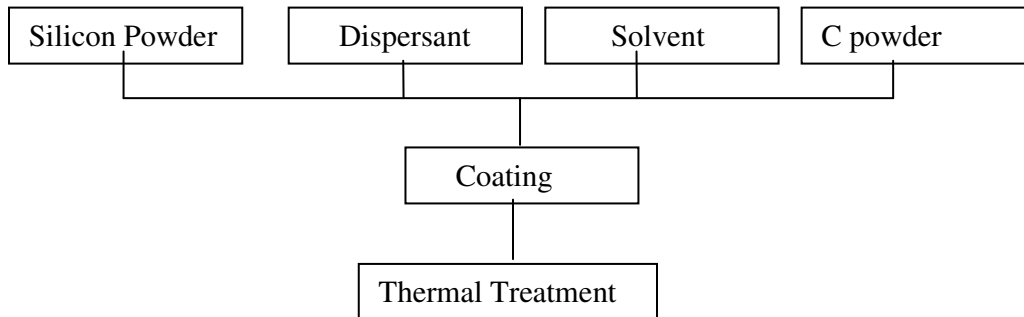 Silicon Powder
Dispersant
Solvent
C powder
Coating
Thermal Treatment